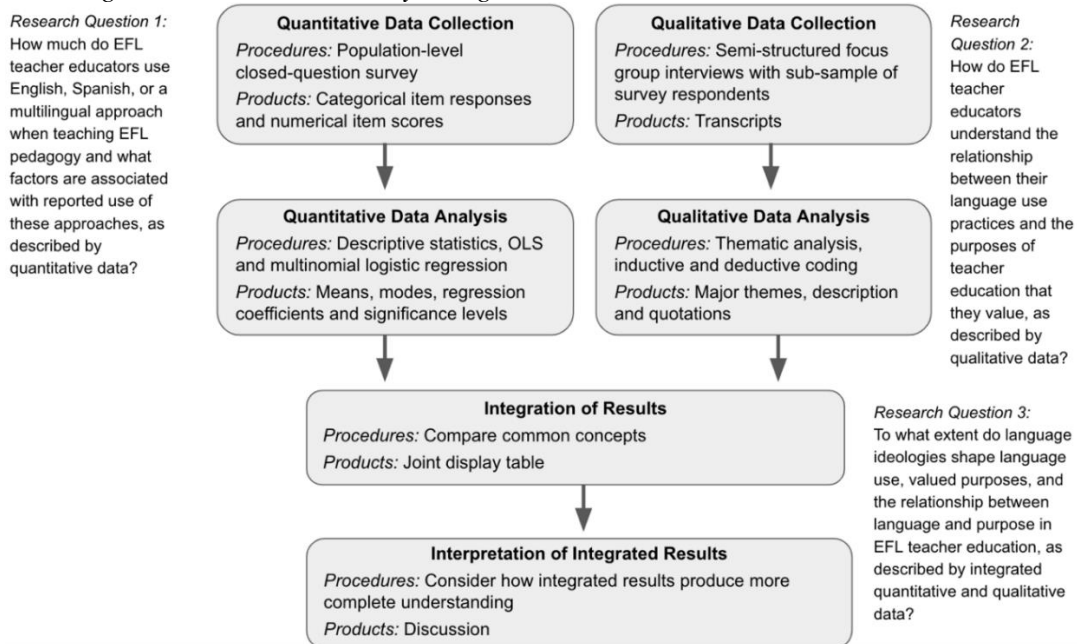 Research Question 1:
How much do EFL
teacher educators use
English, Spanish, or a
multilingual approach
when teaching EFL
pedagogy and what
factors are associated
with reported use of
these approaches, as
described by
quantitative data?
Quantitative Data Collection
Procedures: Population-level
closed-question survey
Products: Categorical item responses
and numerical item scores
Qualitative Data Collection
Procedures: Semi-structured focus
group interviews with sub-sample of
survey respondents
Products: Transcripts
Research
Question 2:
How do EFL
teacher
educators
understand the
relationship
between their
language use
practices and the
purposes of
teacher
education that
they value, as
described by
qualitative data?
Quantitative Data Analysis
Procedures: Descriptive statistics, OLS
and multinomial logistic regression
Products: Means, modes, regression
coefficients and significance levels
Qualitative Data Analysis
Procedures: Thematic analysis,
inductive and deductive coding
Products: Major themes, description
and quotations
Integration of Results
Procedures: Compare common concepts
Products: Joint display table
Research Question 3:
To what extent do language
ideologies shape language
use, valued purposes, and
the relationship between
language and purpose in
EFL teacher education, as
described by integrated
quantitative and qualitative
data?
Interpretation of Integrated Results
Procedures: Consider how integrated results produce more
complete understanding
Products: Discussion